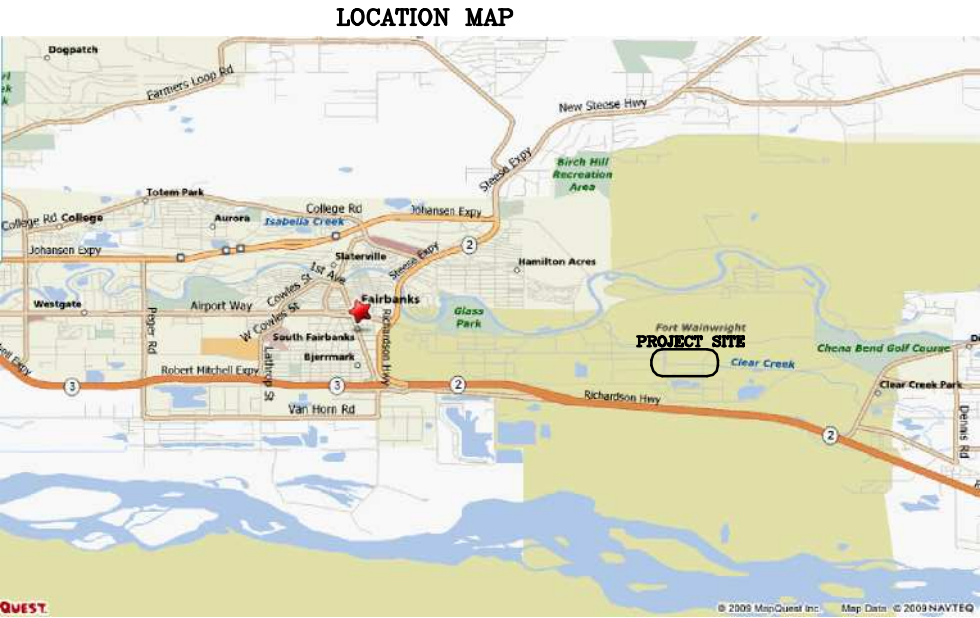 LOCATION MAP
Dogpatch
Farmers Loop Rd
New Steese Hwy
Steese Expy
Birch Hill
Recreation
Area
Totem Park
College Rd
College
Aurora
Isabella Creek
College Rd
Johansen Expy
Johansen Expy
2
Slaterville
Steese Expy
Hamilton Acres
1st Ave
Cowles St
Westgate
Airport Way
Fairbanks
Peger Rd
W Cowles St
South Fairbanks
Richardson Hwy
Glass
Park
Fort Wainwright
PROJECT SITE
Clear Creek
Chena Bend Golf Course
Bjermark
Lathrop St
Robert Mitchell Expy
3
3
2
Richardson Hwy
Clear Creek Park
Van Horn Rd
Dennis Rd
2
QUEST.
© 2009 MapQuest Inc.
Map Data © 2009 NAVTEQ